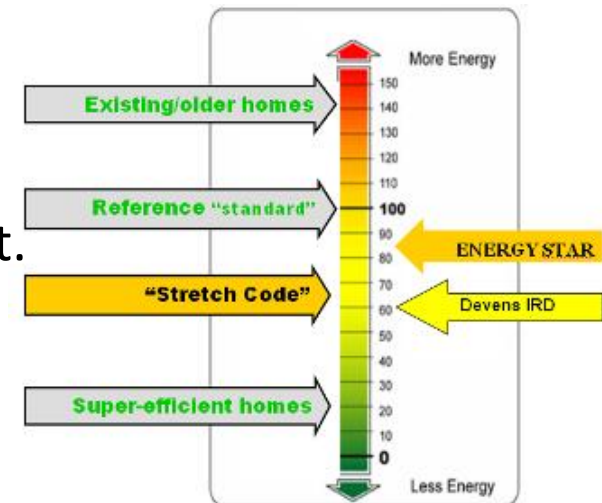 More Energy
150
Existing/older homes
140
130
120
110
Reference "standard"
100
90
t.
80
ENERGY STAR
70
"Stretch Code"
60
Devens IRD
50
40
30
Super-efficient homes
20
10
0
Less Energy